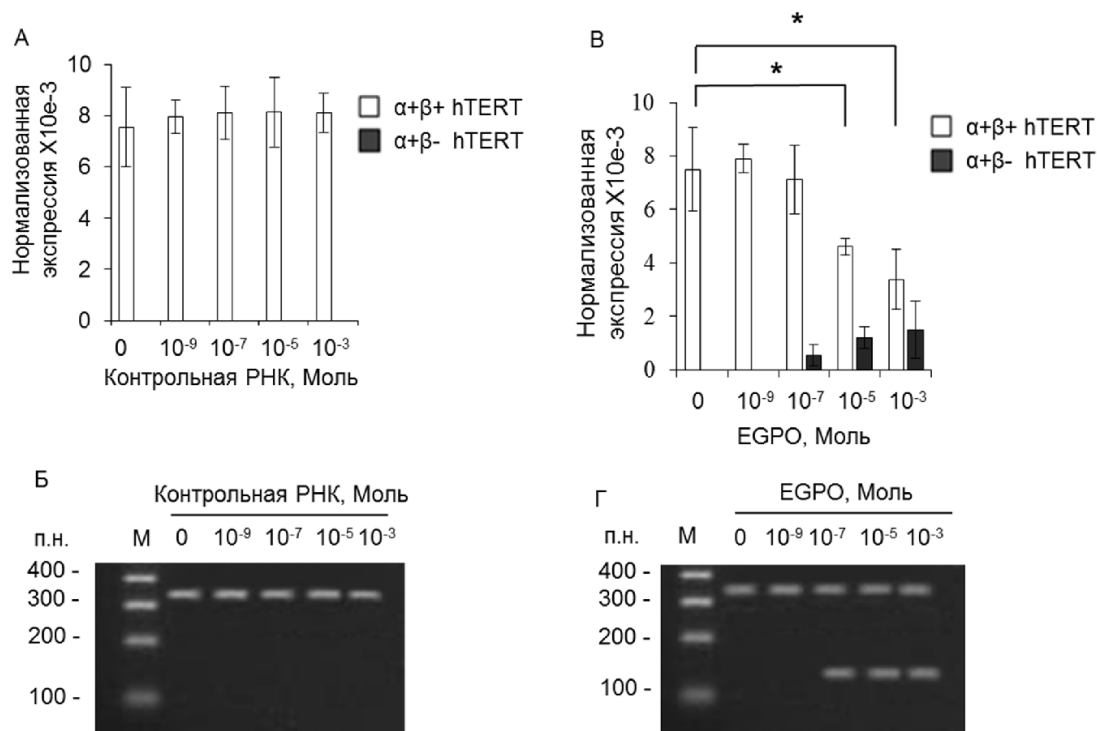 А
Нормализованная
экспрессия Х10е-3
10
8
6
4
2
0
0 10-9 10-7 10-5 10-3
Контрольная РНК, Моль
α+β+ hTERT
α+β- hTERT
В
* 
*
Нормализованная
экспрессия Х10е-3
10
8
6
4
2
0
0 10-9 10-7 10-5 10-3
EGPO, Моль
α+β+ hTERT
α+β- hTERT
Б
Контрольная РНК, Моль
п.н. М 0 10-9 10-7 10-5 10-3
400 -
300 -
200 -
100 -
Г
EGPO, Моль
п.н. М 0 10-9 10-7 10-5 10-3
400 -
300 -
200 -
100 -